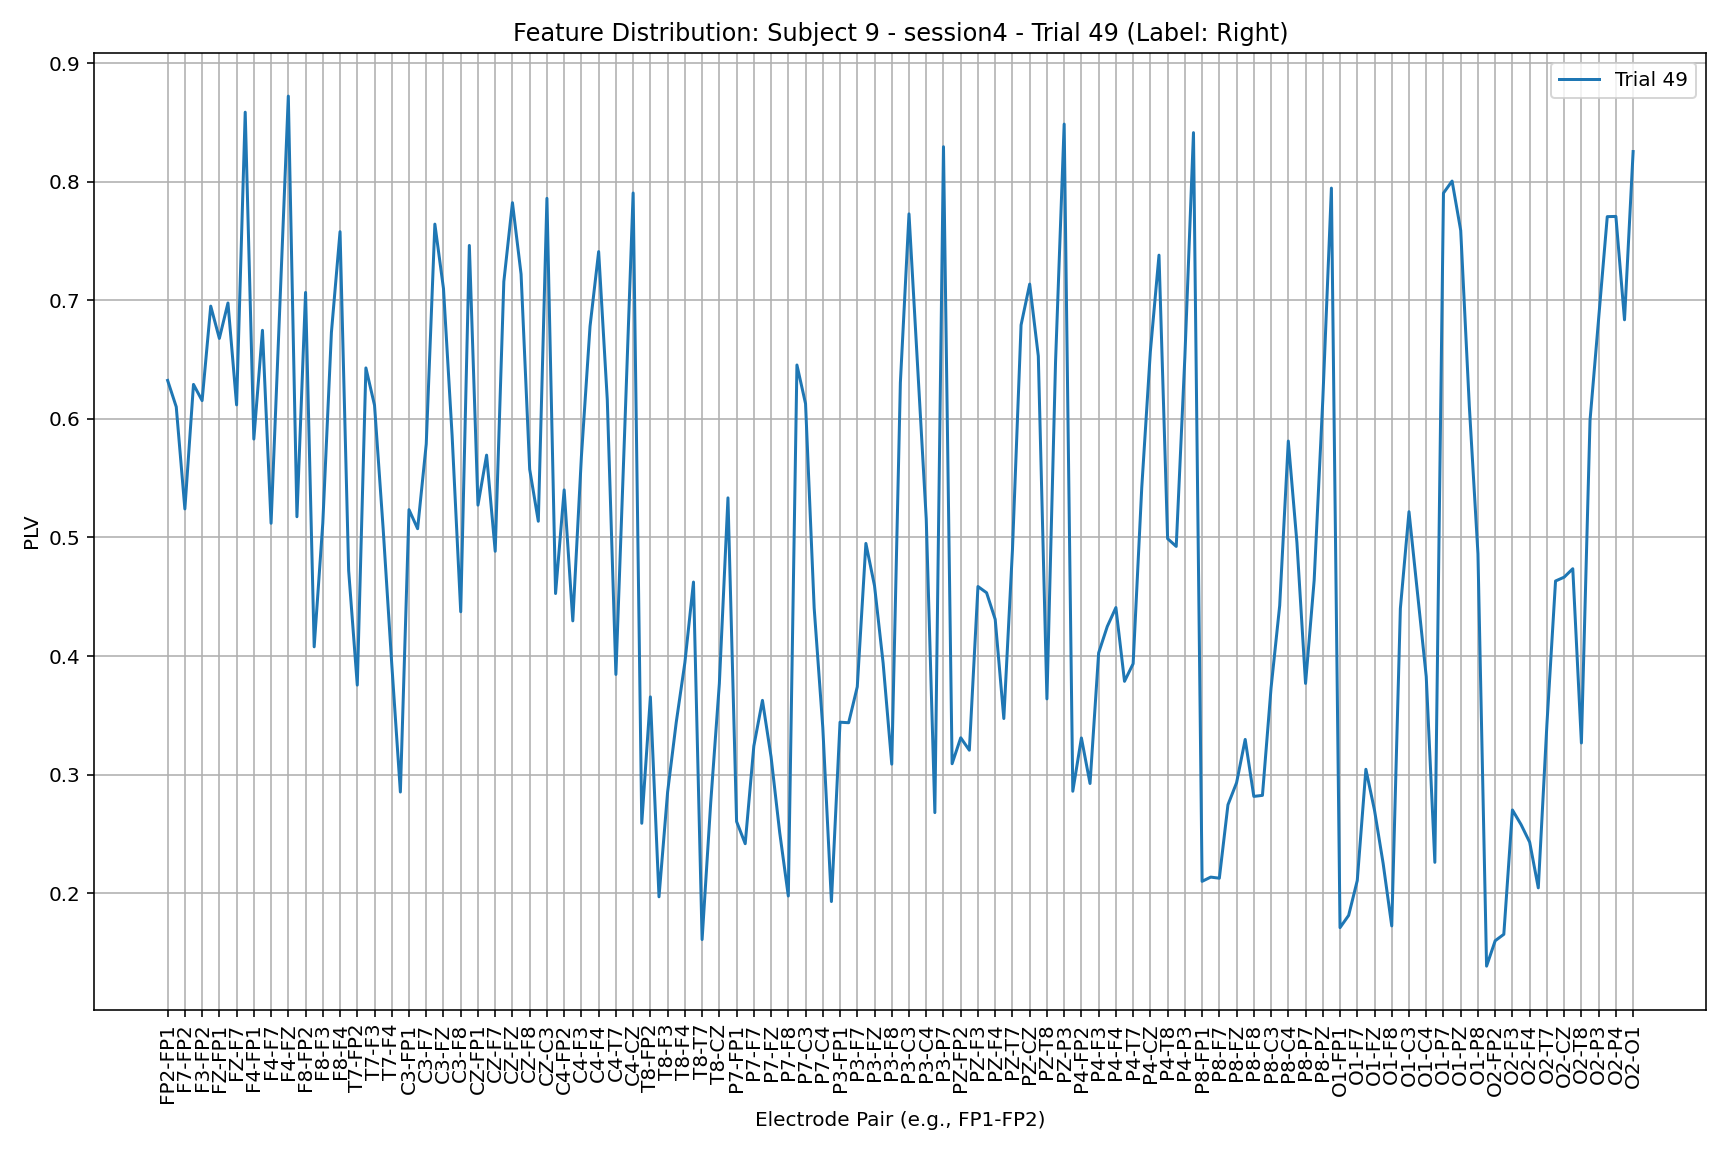 Feature Distribution: Subject 9 - session4 - Trial 49 (Label: Right)
Trial 49
PLV
0.9
0.8
0.7
0.6
0.5
0.4
0.3
0.2
FP2-FP1
F7-FP2
F3-FP2
FZ-FP1
FZ-F7
F4-FP1
F4-F7
F4-FZ
F8-FP2
F8-F3
F8-F4
T7-FP2
T7-F3
T7-F4
C3-FP1
C3-F7
C3-FZ
C3-F8
CZ-FP1
CZ-F7
CZ-FZ
CZ-F8
CZ-C3
C4-FP2
C4-F3
C4-F4
C4-T7
C4-CZ
T8-FP2
T8-F3
T8-F4
T8-T7
T8-CZ
P7-FP1
P7-F7
P7-FZ
P7-F8
P7-C3
P7-C4
P3-FP1
P3-F7
P3-FZ
P3-F8
P3-C3
P3-C4
P3-P7
PZ-FP2
PZ-F3
PZ-F4
PZ-T7
PZ-CZ
PZ-T8
PZ-P3
P4-FP2
P4-F3
P4-F4
P4-T7
P4-CZ
P4-T8
P4-P3
P8-FP1
P8-F7
P8-FZ
P8-F8
P8-C3
P8-C4
P8-P7
P8-PZ
O1-FP1
O1-F7
O1-FZ
O1-F8
O1-C3
O1-C4
O1-P7
O1-PZ
O1-P8
O2-FP2
O2-F3
O2-F4
O2-T7
O2-CZ
O2-T8
O2-P3
O2-P4
O2-O1
Electrode Pair (e.g., FP1-FP2)